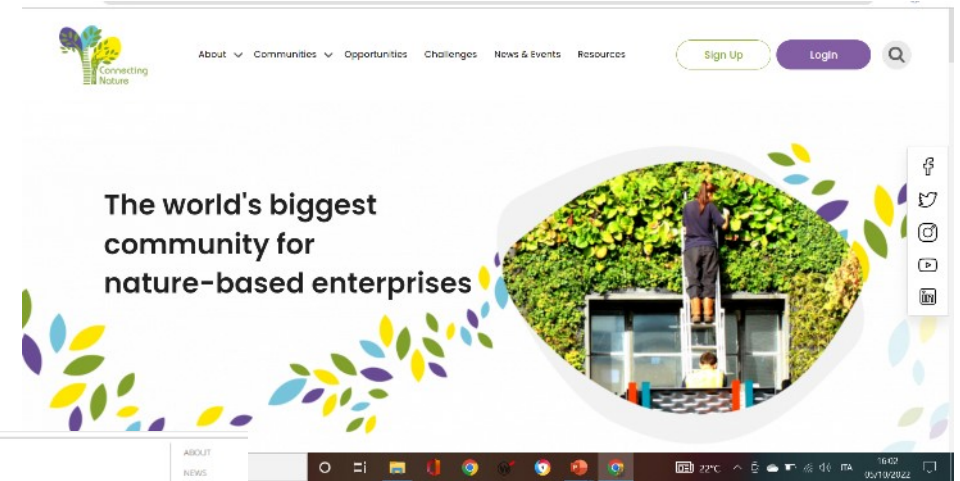 Connecting
Nature
About Communities Opportunities Challenges News & Events Resources Sign Up Login
The world's biggest
community for
nature-based enterprises
ABOUT
NEWS
22°C ITA 16:02
05/10/2022